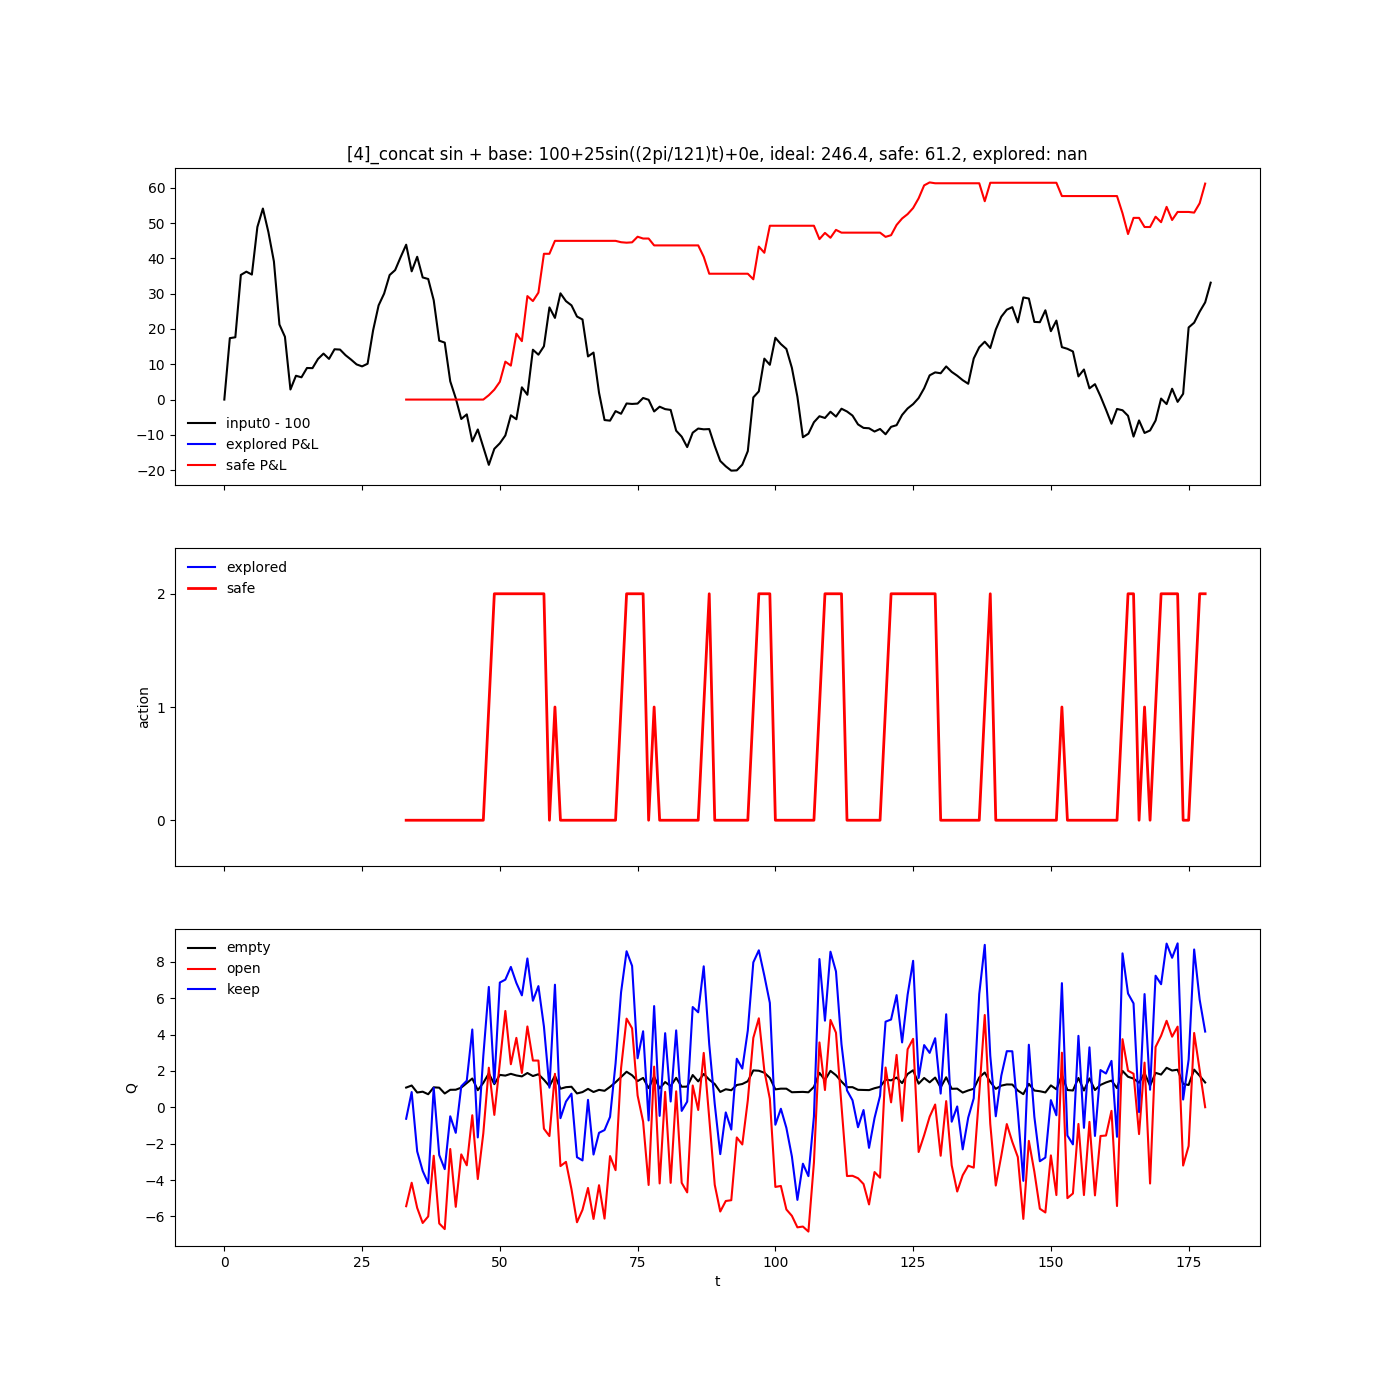 [4]_concat sin + base: 100+25sin((2pi/121)t)+0e, ideal: 246.4, safe: 61.2, explored: nan
60
50
40
30
20
10
0
−10
−20
input0 - 100
explored P&L
safe P&L
explored
safe
2
1
0
action
empty
open
keep
8
6
4
2
0
−2
−4
−6
Q
0 25 50 75 100 125 150 175
t